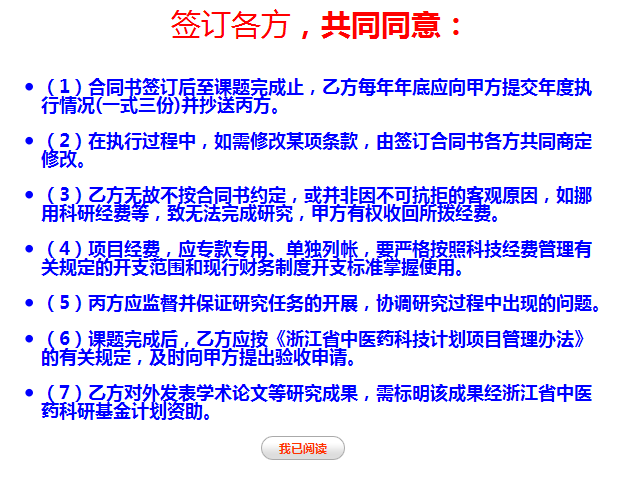 签订各方，共同同意：
• （1）合同书签订后至课题完成止，乙方每年年底应向甲方提交年度执
行情况(一式三份)并抄送丙方。
• （2）在执行过程中，如需修改某项条款，由签订合同书各方共同商定
修改。
• （3）乙方无故不按合同书约定，或并非因不可抗拒的客观原因，如挪
用科研经费等，致无法完成研究，甲方有权收回所拨经费。
• （4）项目经费，应专款专用、单独列帐，要严格按照科技经费管理有
关规定的开支范围和现行财务制度开支标准掌握使用。
• （5）丙方应监督并保证研究任务的开展，协调研究过程中出现的问题。
• （6）课题完成后，乙方应按《浙江省中医药科技计划项目管理办法》
的有关规定，及时向甲方提出验收申请。
• （7）乙方对外发表学术论文等研究成果，需标明该成果经浙江省中医
药科研基金计划资助。
我已阅读